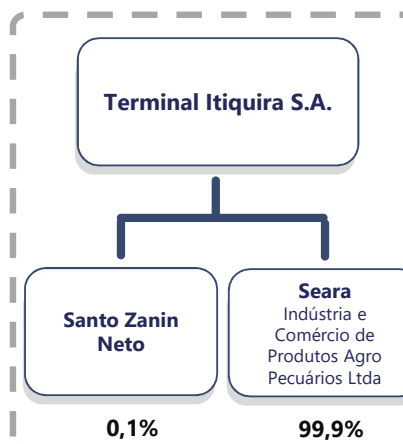 Terminal Itiquira S.A.
Santo Zanin
Neto
Seara
Indústria e
Comércio de
Produtos Agro
Pecuários Ltda
0,1%
99,9%